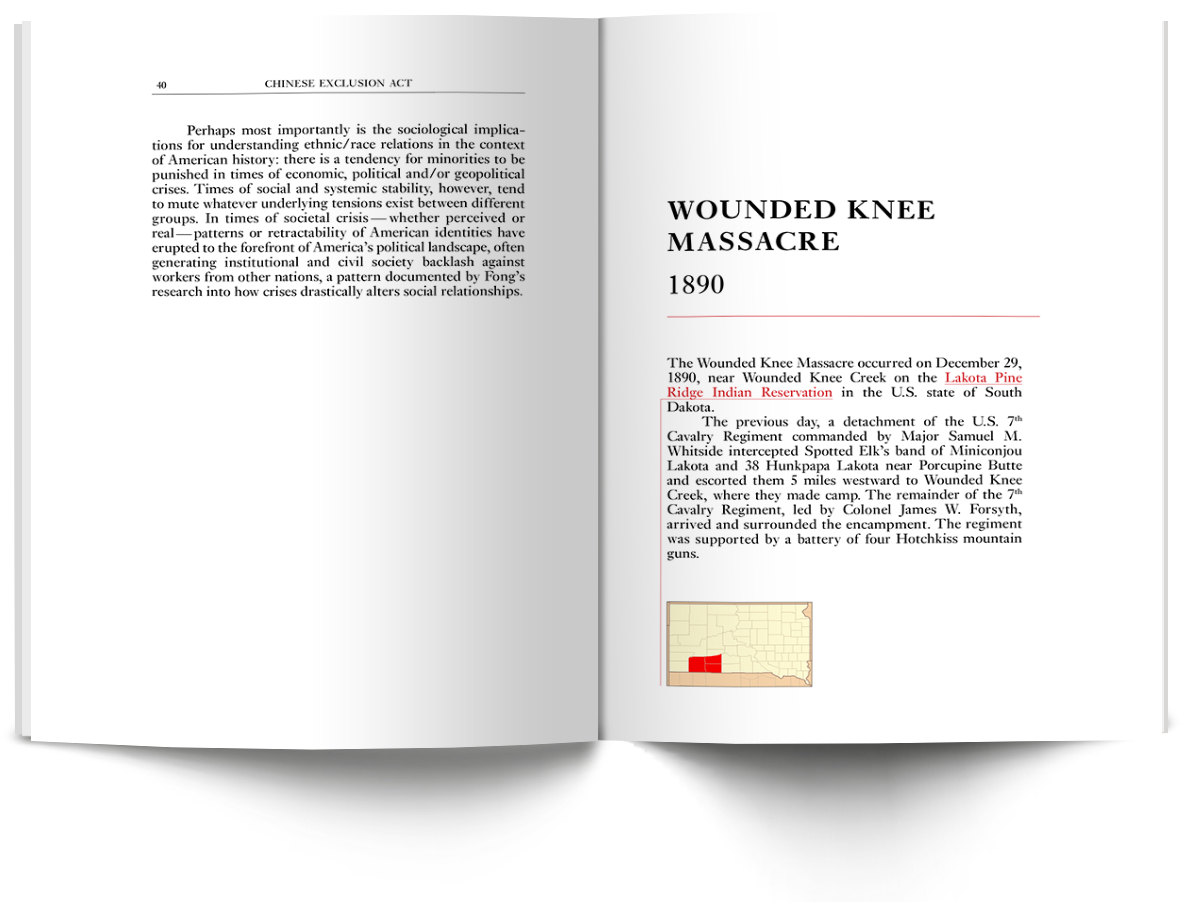 40
CHINESE EXCLUSION ACT
Perhaps most importantly is the sociological implica-
tions for understanding ethnic/race relations in the context
of American history: there is a tendency for minorities to be
punished in times of economic, political and/or geopolitical
crises. Times of social and systemic stability, however, tend
to mute whatever underlying tensions exist between different
groups. In times of societal crisis — whether perceived or
real — patterns or retractability of American identities have
erupted to the forefront of America's political landscape, often
generating institutional and civil society backlash against
workers from other nations, a pattern documented by Fong's
research into how crises drastically alters social relationships.
WOUNDED KNEE
MASSACRE
1890
The Wounded Knee Massacre occurred on December 29,
1890, near Wounded Knee Creek on the Lakota Pine
Ridge Indian Reservation in the U.S. state of South
Dakota.
The previous day, a detachment of the U.S. 7th
Cavalry Regiment commanded by Major Samuel M.
Whitside intercepted Spotted Elk's band of Miniconjou
Lakota and 38 Hunkpapa Lakota near Porcupine Butte
and escorted them 5 miles westward to Wounded Knee
Creek, where they made camp. The remainder of the 7th
Cavalry Regiment, led by Colonel James W. Forsyth,
arrived and surrounded the encampment. The regiment
was supported by a battery of four Hotchkiss mountain
guns.